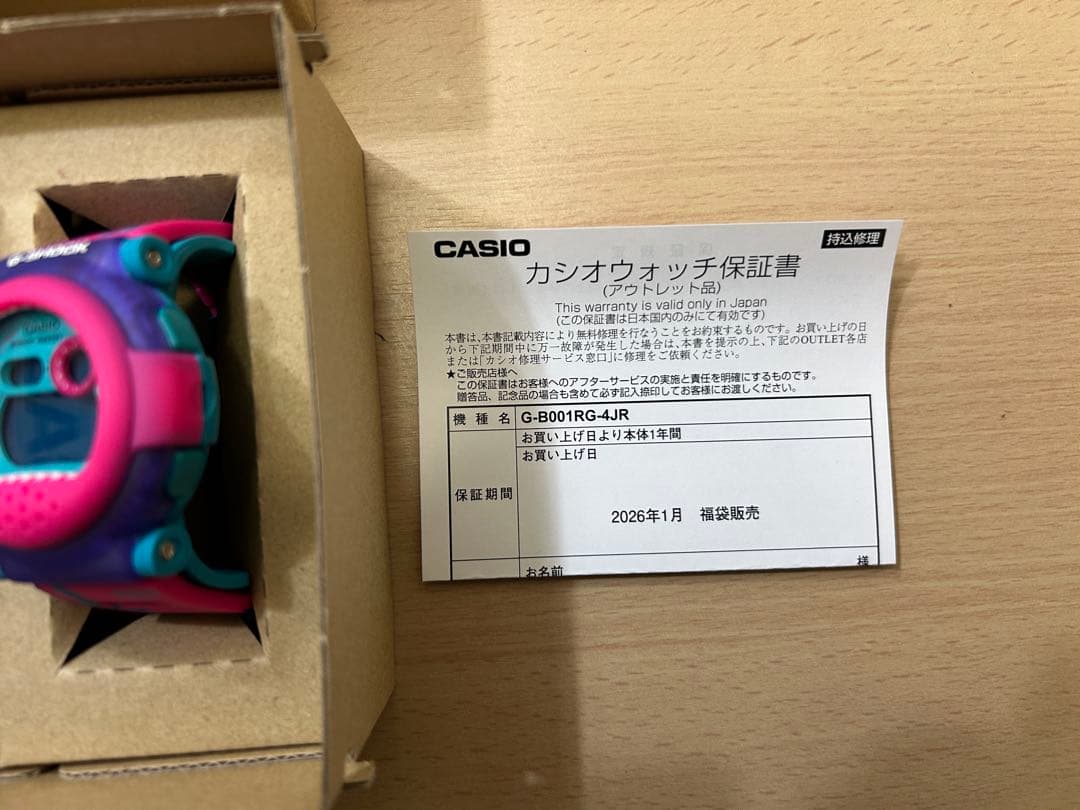 G-SHOCK
CASIO
CASIO
持込修理
カシオウォッチ保証書
(アウトレット品)
This warranty is valid only in Japan
(この保証書は日本国内のみにて有効です)
本書は、本書記載内容により無料修理を行なうことをお約束するものです。お買い上げの日
から下記期間中に万一故障が発生した場合は、本書を提示の上、下記のOUTLET各店
または「カシオ修理サービス窓口」に修理をご依頼ください。
★ご販売店様へ
この保証書はお客様へのアフターサービスの実施と責任を明確にするものです。
贈答品、記念品の場合も含めて必ず記入捺印してお客様にお渡しください。
機種名 G-B001RG-4JR
お買い上げ日より本体1年間
お買い上げ日
保証期間
2026年1月 福袋販売
様
お名前